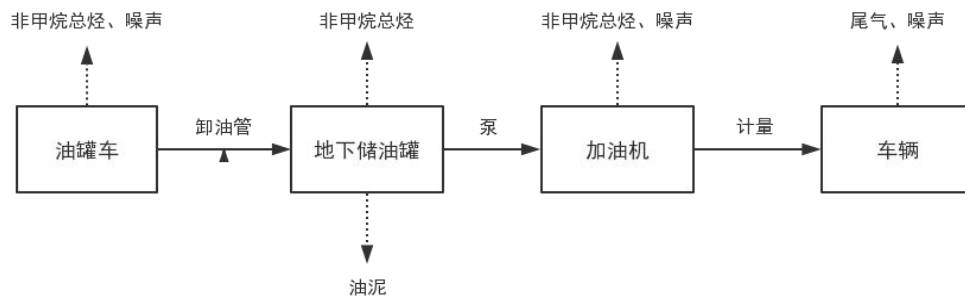 非甲烷总烃、噪声
非甲烷总烃
非甲烷总烃、噪声
尾气、噪声
油罐车
卸油管
地下储油罐
泵
加油机
计量
车辆
油泥